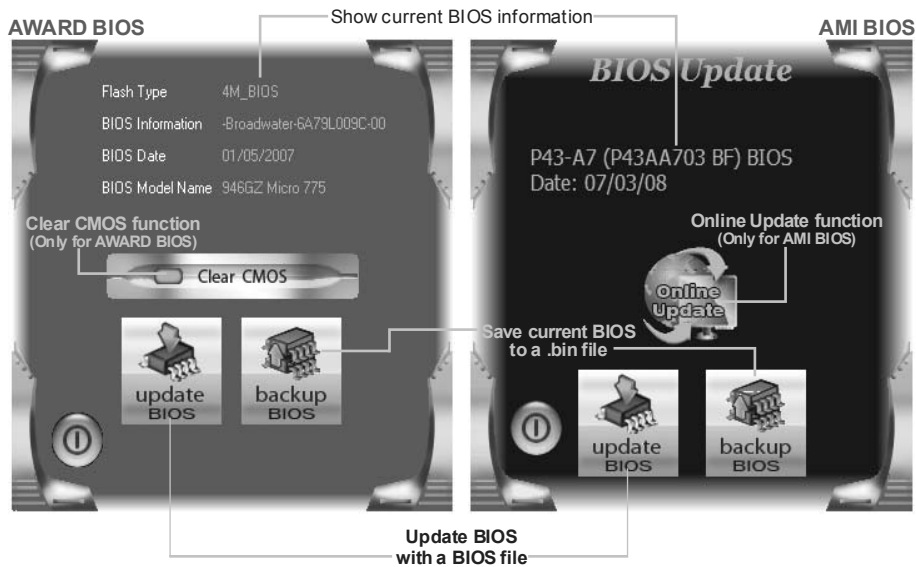 Show current BIOS information
AWARD BIOS
AMI BIOS
Flash Type 4M_BIOS
BIOS Information -Broadwater-6A79L009C-00
BIOS Date 01/05/2007
BIOS Model Name 946GZ Micro 775
Clear CMOS function
(Only for AWARD BIOS)
Clear CMOS
update
BIOS
backup
BIOS
BIOS Update
P43-A7 (P43AA703 BF) BIOS
Date: 07/03/08
Online Update function
(Only for AMI BIOS)
Online
Update
Save current BIOS
to a .bin file
update
BIOS
backup
BIOS
Update BIOS
with a BIOS file